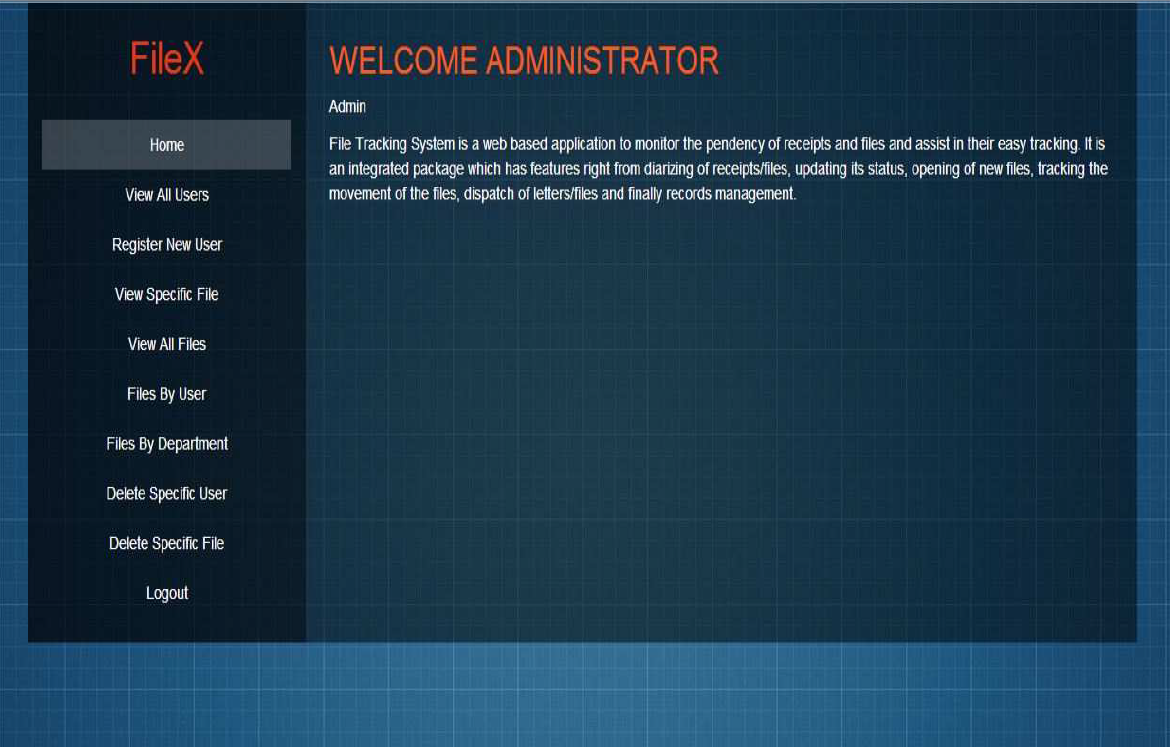 FileX
Home
View All Users
Register New User
View Specific File
View All Files
Files By User
Files By Department
Delete Specific User
Delete Specific File
Logout
WELCOME ADMINISTRATOR
Admin
File Tracking System is a web based application to monitor the pendency of receipts and files and assist in their easy tracking. It is
an integrated package which has features right from diarizing of receipts/files, updating its status, opening of new files, tracking the
movement of the files, dispatch of letters/files and finally records management.